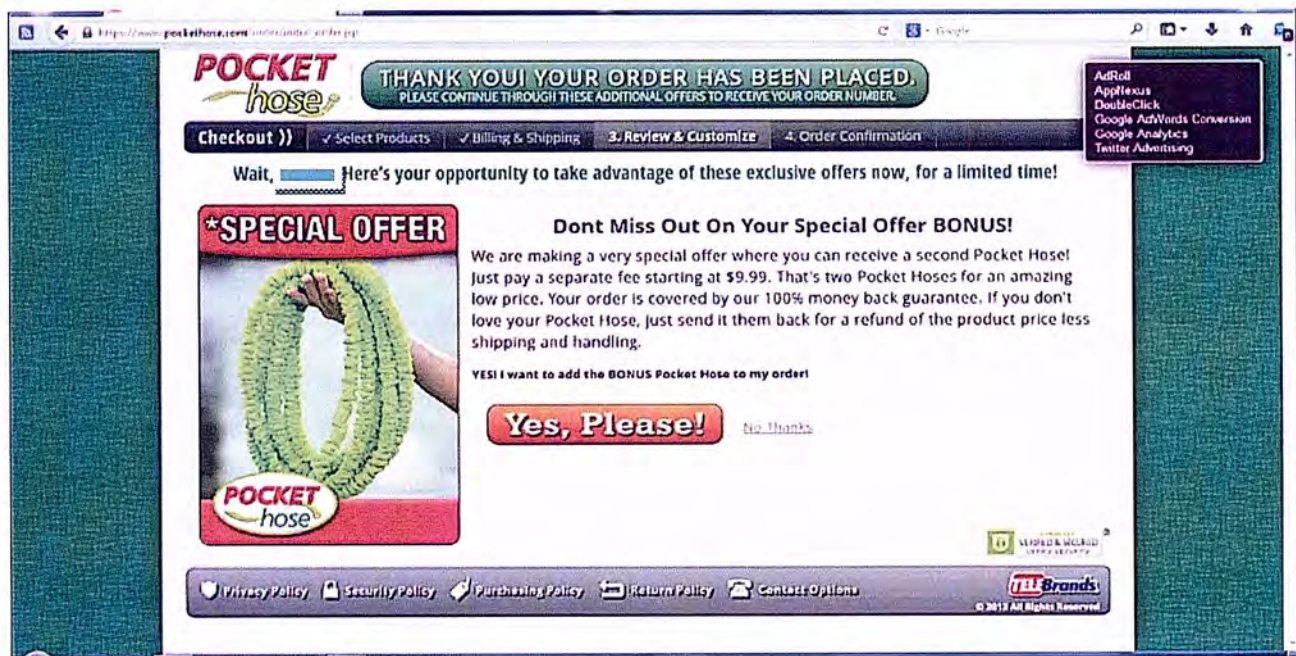 https://www.pockethose.com
Google
POCKET
hose
THANK YOU! YOUR ORDER HAS BEEN PLACED.
PLEASE CONTINUE THROUGH THESE ADDITIONAL OFFERS TO RECEIVE YOUR ORDER NUMBER.
AdRoll
AppNexus
DoubleClick
Google AdWords Conversion
Google Analytics
Twitter Advertising
Checkout ⟩⟩ ✓ Select Products ✓ Billing & Shipping 3. Review & Customize 4. Order Confirmation
Wait, Here's your opportunity to take advantage of these exclusive offers now, for a limited time!
*SPECIAL OFFER
Dont Miss Out On Your Special Offer BONUS!
We are making a very special offer where you can receive a second Pocket Hose!
Just pay a separate fee starting at $9.99. That's two Pocket Hoses for an amazing
low price. Your order is covered by our 100% money back guarantee. If you don't
love your Pocket Hose, just send it them back for a refund of the product price less
shipping and handling.
YES! I want to add the BONUS Pocket Hose to my order!
Yes, Please! No Thanks
POCKET
hose
VERIFIED & SECURED
Privacy Policy Security Policy Purchasing Policy Return Policy Contact Options
TELEBrands
© 2013 All Rights Reserved